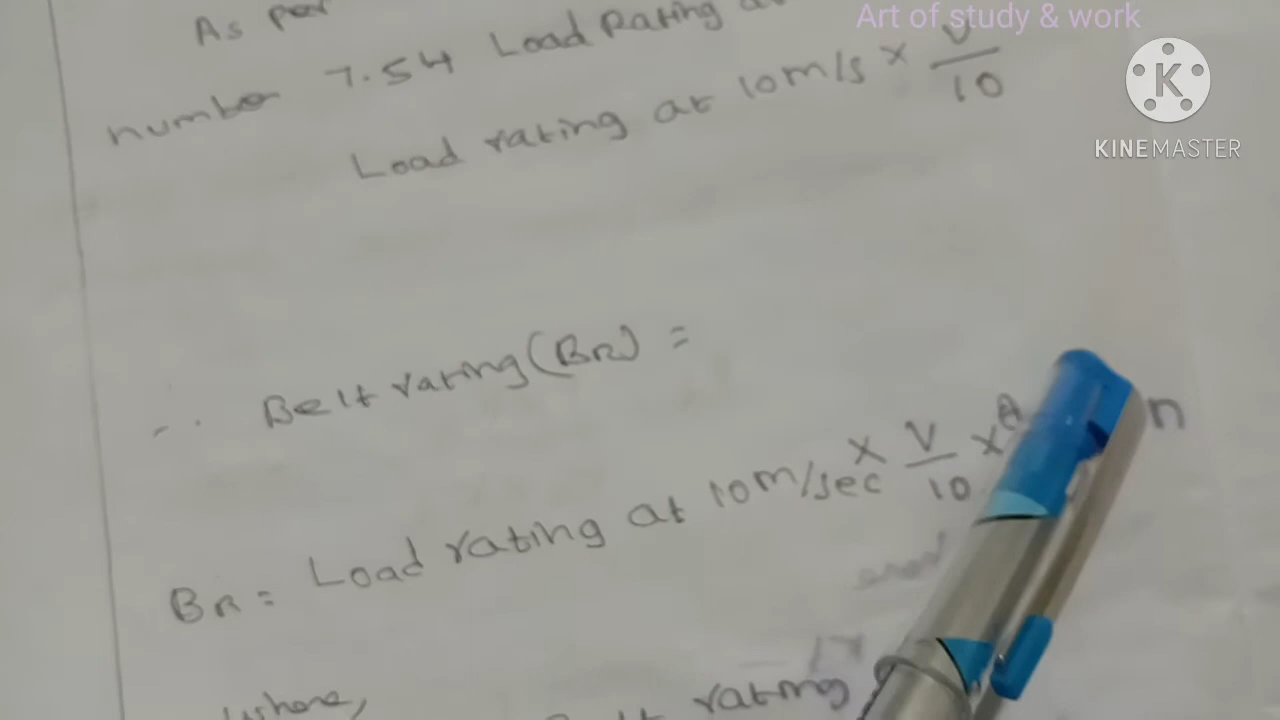 Art of study & work
K
KINEMASTER
As per
number 7.54 Load Rating
Load rating at 10m/s × V/10
Belt rating (BR) =
BR = Load rating at 10m/sec × V/10 × n
where,
rating